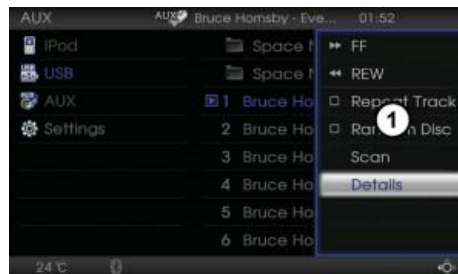 AUX AUX Bruce Hornsby - Eve... 01:52
iPod
USB
AUX
Settings
Space
Space
1 Bruce Ho
2 Bruce Ho
3 Bruce Ho
4 Bruce Ho
5 Bruce Ho
6 Bruce Ho
FF
REW
Repeat Track
Disc
1
Scan
Details
24°C